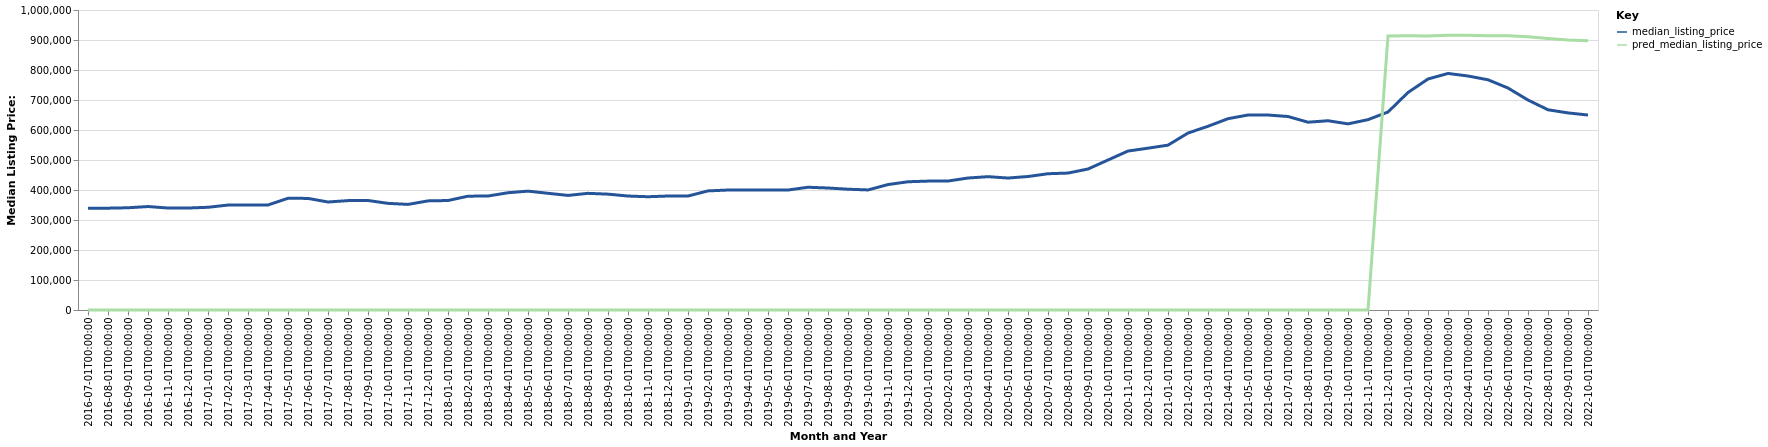 1,000,000
900,000
800,000
700,000
600,000
500,000
400,000
300,000
200,000
100,000
0
Median Listing Price:
2016-07-01T00:00:00
2016-08-01T00:00:00
2016-09-01T00:00:00
2016-10-01T00:00:00
2016-11-01T00:00:00
2016-12-01T00:00:00
2017-01-01T00:00:00
2017-02-01T00:00:00
2017-03-01T00:00:00
2017-04-01T00:00:00
2017-05-01T00:00:00
2017-06-01T00:00:00
2017-07-01T00:00:00
2017-08-01T00:00:00
2017-09-01T00:00:00
2017-10-01T00:00:00
2017-11-01T00:00:00
2017-12-01T00:00:00
2018-01-01T00:00:00
2018-02-01T00:00:00
2018-03-01T00:00:00
2018-04-01T00:00:00
2018-05-01T00:00:00
2018-06-01T00:00:00
2018-07-01T00:00:00
2018-08-01T00:00:00
2018-09-01T00:00:00
2018-10-01T00:00:00
2018-11-01T00:00:00
2018-12-01T00:00:00
2019-01-01T00:00:00
2019-02-01T00:00:00
2019-03-01T00:00:00
2019-04-01T00:00:00
2019-05-01T00:00:00
2019-06-01T00:00:00
2019-07-01T00:00:00
2019-08-01T00:00:00
2019-09-01T00:00:00
2019-10-01T00:00:00
2019-11-01T00:00:00
2019-12-01T00:00:00
2020-01-01T00:00:00
2020-02-01T00:00:00
2020-03-01T00:00:00
2020-04-01T00:00:00
2020-05-01T00:00:00
2020-06-01T00:00:00
2020-07-01T00:00:00
2020-08-01T00:00:00
2020-09-01T00:00:00
2020-10-01T00:00:00
2020-11-01T00:00:00
2020-12-01T00:00:00
2021-01-01T00:00:00
2021-02-01T00:00:00
2021-03-01T00:00:00
2021-04-01T00:00:00
2021-05-01T00:00:00
2021-06-01T00:00:00
2021-07-01T00:00:00
2021-08-01T00:00:00
2021-09-01T00:00:00
2021-10-01T00:00:00
2021-11-01T00:00:00
2021-12-01T00:00:00
2022-01-01T00:00:00
2022-02-01T00:00:00
2022-03-01T00:00:00
2022-04-01T00:00:00
2022-05-01T00:00:00
2022-06-01T00:00:00
2022-07-01T00:00:00
2022-08-01T00:00:00
2022-09-01T00:00:00
2022-10-01T00:00:00
Month and Year
Key
median_listing_price
pred_median_listing_price